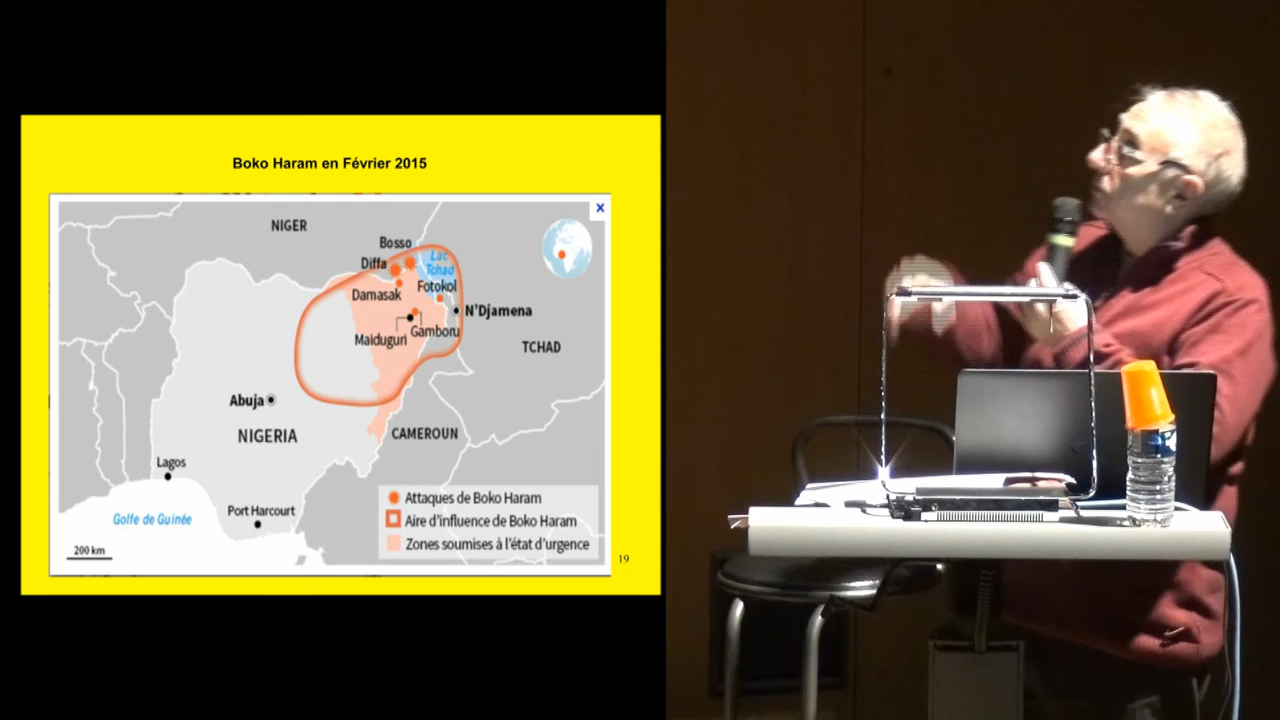 Boko Haram en Février 2015
x
NIGER
Bosso
Diffa
Lac
Tchad
Damasak
Fotokol
N'Djamena
Gamboru
Maiduguri
TCHAD
Abuja
NIGERIA
CAMEROUN
Lagos
Port Harcourt
Golfe de Guinée
Attaques de Boko Haram
Aire d'influence de Boko Haram
Zones soumises à l'état d'urgence
200 km
19